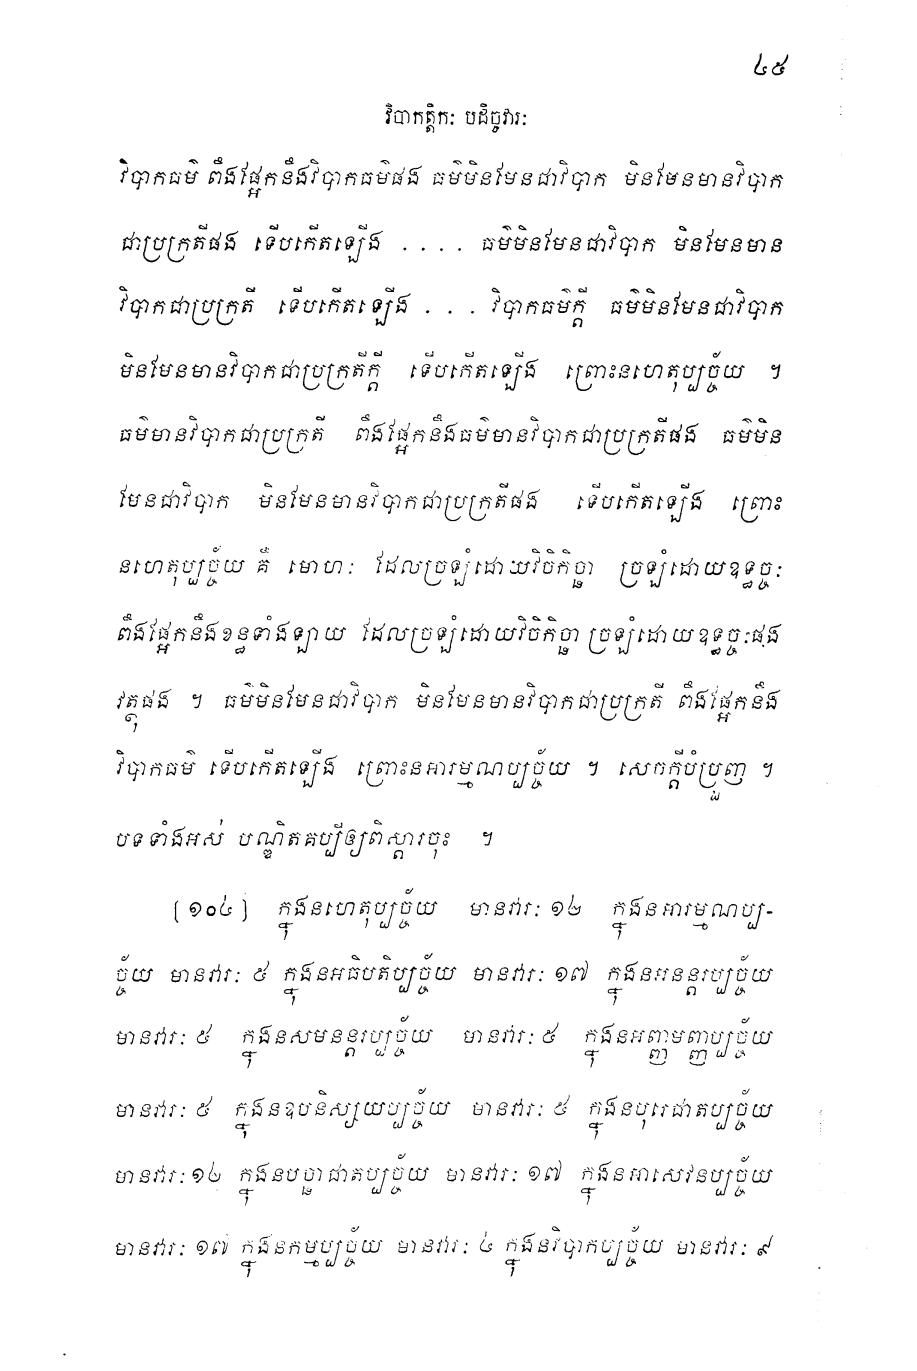 ៤៥
វិបាកត្តិកៈ បដិច្ចវារៈ
វិបាកធម៌ ពឹងផ្អែកនឹងវិបាកធម៌ផង ធម៌មិនមែនជាវិបាក មិនមែនមានវិបាក
ជាប្រក្រតីផង ទើបកើតឡើង . . . . ធម៌មិនមែនជាវិបាក មិនមែនមាន
វិបាកជាប្រក្រតី ទើបកើតឡើង . . . វិបាកធម៌ក្តី ធម៌មិនមែនជាវិបាក
មិនមែនមានវិបាកជាប្រក្រតីក្តី ទើបកើតឡើង ព្រោះនហេតុប្បច្ច័យ ។
ធម៌មានវិបាកជាប្រក្រតី ពឹងផ្អែកនឹងធម៌មានវិបាកជាប្រក្រតីផង ធម៌មិន
មែនជាវិបាក មិនមែនមានវិបាកជាប្រក្រតីផង ទើបកើតឡើង ព្រោះ
នហេតុប្បច្ច័យ គឺ មោហៈ ដែលច្រឡំដោយវិចិកិច្ឆា ច្រឡំដោយឧទ្ធច្ចៈ
ពឹងផ្អែកនឹងខន្ធទាំងឡាយ ដែលច្រឡំដោយវិចិកិច្ឆា ច្រឡំដោយឧទ្ធច្ចៈផង
វត្ថុផង ។ ធម៌មិនមែនជាវិបាក មិនមែនមានវិបាកជាប្រក្រតី ពឹងផ្អែកនឹង
វិបាកធម៌ ទើបកើតឡើង ព្រោះនអារម្មណប្បច្ច័យ ។ សេចក្តីបំប្រួញ ។
បទទាំងអស់ បណ្ឌិតគប្បីឲ្យពិស្តារចុះ ។
[១០៤] ក្នុងនហេតុប្បច្ច័យ មានវារៈ ១២ ក្នុងនអារម្មណប្ប-
ច្ច័យ មានវារៈ ៥ ក្នុងនអធិបតិប្បច្ច័យ មានវារៈ ១៧ ក្នុងនអនន្តរប្បច្ច័យ
មានវារៈ ៥ ក្នុងនសមនន្តរប្បច្ច័យ មានវារៈ ៥ ក្នុងនអញ្ញមញ្ញប្បច្ច័យ
មានវារៈ ៥ ក្នុងនឧបនិស្សយប្បច្ច័យ មានវារៈ ៥ ក្នុងនបុរេជាតប្បច្ច័យ
មានវារៈ ១២ ក្នុងនបច្ឆាជាតប្បច្ច័យ មានវារៈ ១៧ ក្នុងនអាសេវនប្បច្ច័យ
មានវារៈ ១៧ ក្នុងនកម្មប្បច្ច័យ មានវារៈ ៤ ក្នុងនវិបាកប្បច្ច័យ មានវារៈ ៩